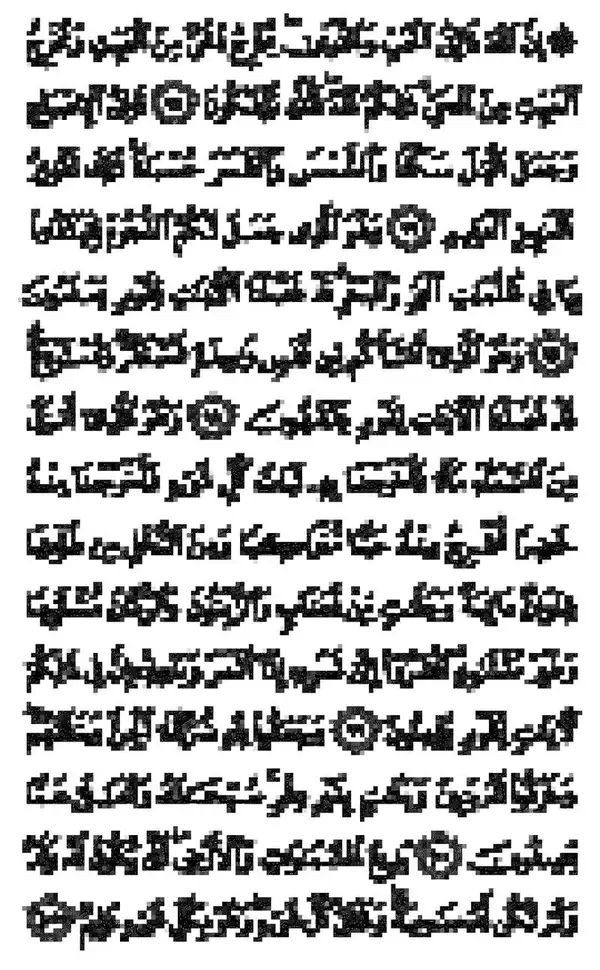 ۞ إن الله فالق الحب والنوى يخرج الحي من الميت ومخرج
الميت من الحي ذلكم الله فأنى تؤفكون فالق الإصباح
وجعل الليل سكنا والشمس والقمر حسبانا ذلك تقدير
العزيز العليم وهو الذي جعل لكم النجوم لتهتدوا بها
في ظلمات البر والبحر قد فصلنا الآيات لقوم يعلمون
وهو الذي أنشأكم من نفس واحدة فمستقر ومستودع
قد فصلنا الآيات لقوم يفقهون وهو الذي أنزل
من السماء ماء فأخرجنا به نبات كل شيء فأخرجنا منه
خضرا نخرج منه حبا متراكبا ومن النخل من طلعها
قنوان دانية وجنات من أعناب والزيتون والرمان مشتبها
وغير متشابه انظروا إلى ثمره إذا أثمر وينعه إن في ذلكم
لآيات لقوم يؤمنون وجعلوا لله شركاء الجن وخلقهم
وخرقوا له بنين وبنات بغير علم سبحانه وتعالى عما
يصفون بديع السماوات والأرض أنى يكون له ولد
ولم تكن له صاحبة وخلق كل شيء وهو بكل شيء عليم